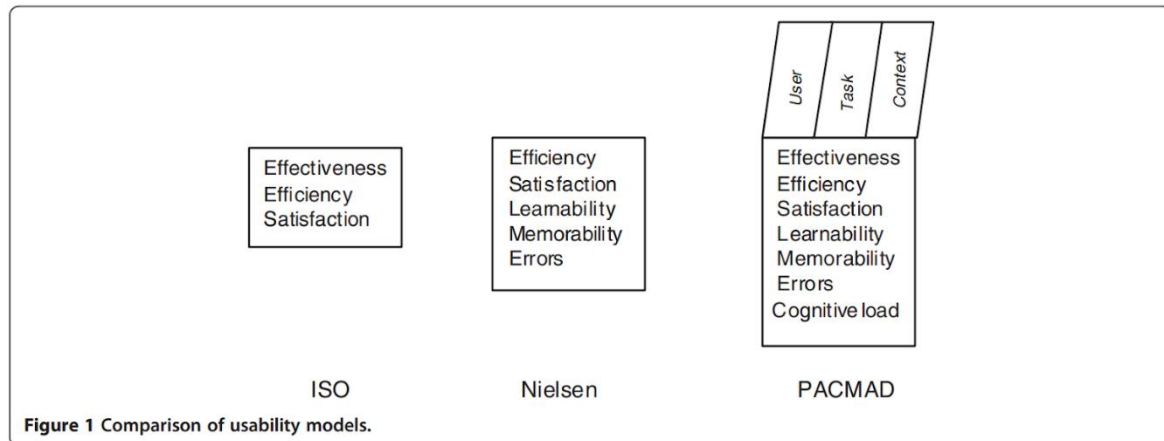 User
Task
Context
Effectiveness
Efficiency
Satisfaction
Efficiency
Satisfaction
Learnability
Memorability
Errors
Effectiveness
Efficiency
Satisfaction
Learnability
Memorability
Errors
Cognitive load
ISO
Nielsen
PACMAD
Figure 1 Comparison of usability models.